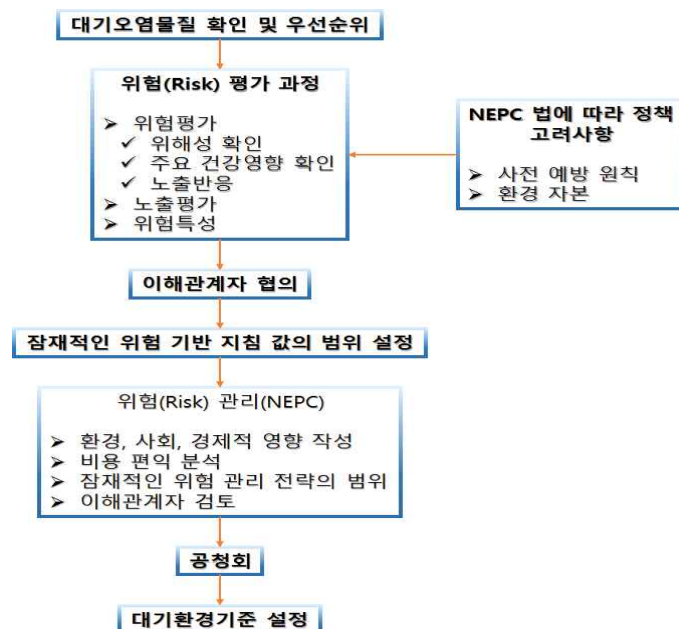 대기오염물질 확인 및 우선순위
위험(Risk) 평가 과정
➢ 위험평가
✓ 위해성 확인
✓ 주요 건강영향 확인
✓ 노출반응
➢ 노출평가
➢ 위험특성
NEPC 법에 따라 정책
고려사항
➢ 사전 예방 원칙
➢ 환경 자본
이해관계자 협의
잠재적인 위험 기반 지침 값의 범위 설정
위험(Risk) 관리(NEPC)
➢ 환경, 사회, 경제적 영향 작성
➢ 비용 편익 분석
➢ 잠재적인 위험 관리 전략의 범위
➢ 이해관계자 검토
공청회
대기환경기준 설정